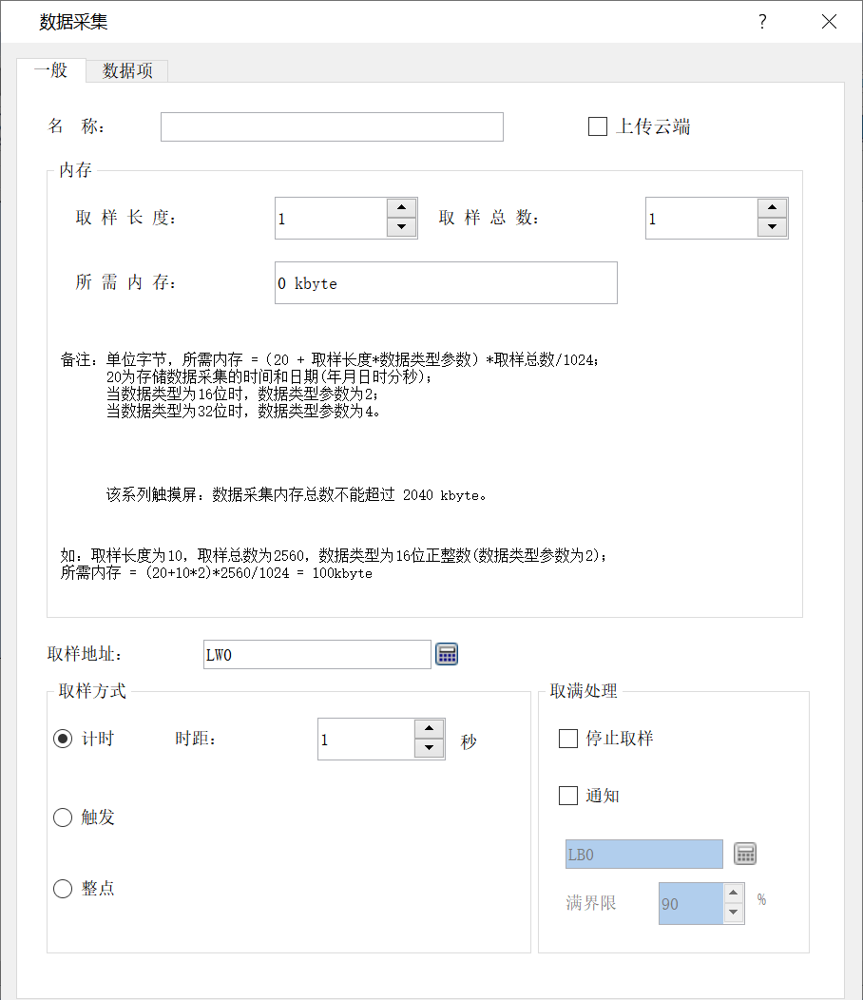 数据采集
一般 数据项
名 称： 上传云端
内存
取 样 长 度： 1 取 样 总 数： 1
所 需 内 存： 0 kbyte
备注：单位字节，所需内存 =（20 + 取样长度*数据类型参数）*取样总数/1024；
20为存储数据采集的时间和日期(年月日时分秒)；
当数据类型为16位时，数据类型参数为2；
当数据类型为32位时，数据类型参数为4。
该系列触摸屏：数据采集内存总数不能超过 2040 kbyte。
如：取样长度为10，取样总数为2560，数据类型为16位正整数(数据类型参数为2)；
所需内存 = (20+10*2)*2560/1024 = 100kbyte
取样地址： LW0
取样方式
计时 时距： 1 秒
触发
整点
取满处理
停止取样
通知
LB0
满界限 90 %